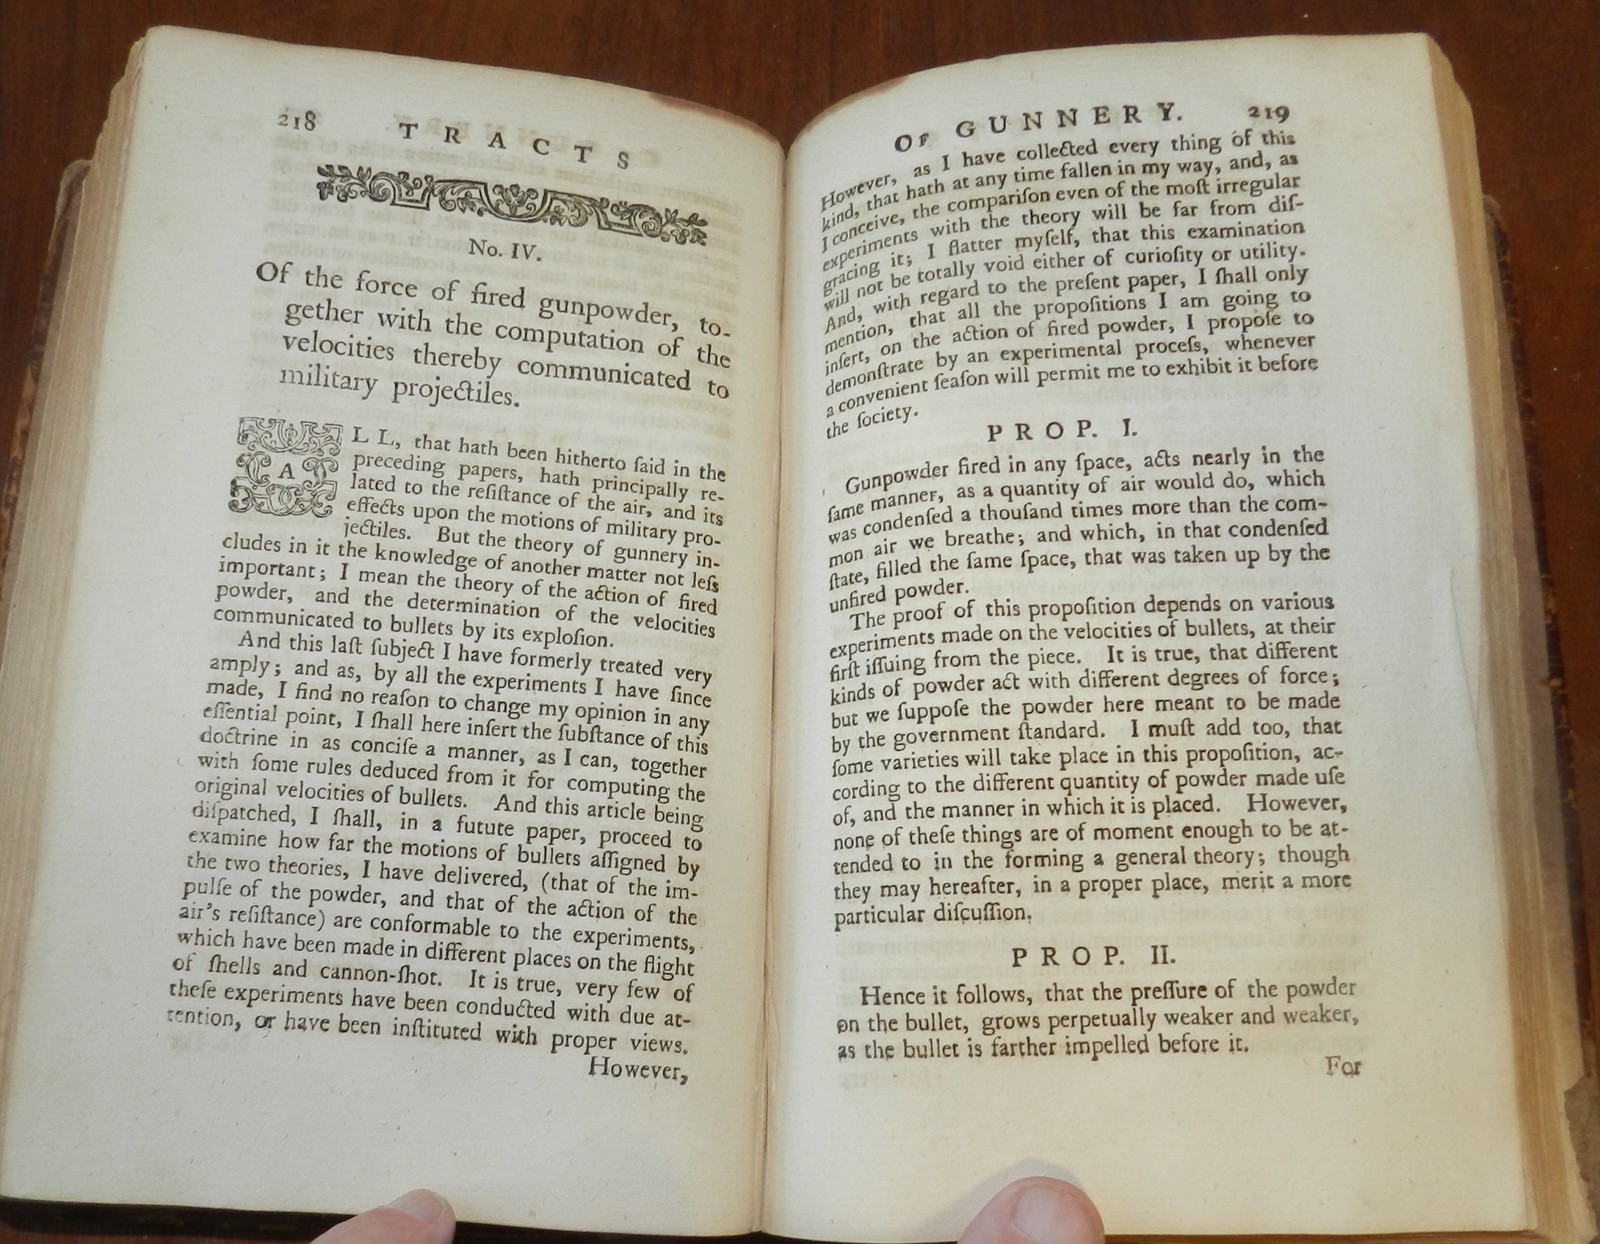 218 TRACTS
No. IV.
Of the force of fired gunpowder, to-
gether with the computation of the
velocities thereby communicated to
military projectiles.
A L L, that hath been hitherto ſaid in the
preceding papers, hath principally re-
lated to the reſiſtance of the air, and its
effects upon the motions of military pro-
jectiles. But the theory of gunnery in-
cludes in it the knowledge of another matter not leſs
important; I mean the theory of the action of fired
powder, and the determination of the velocities
communicated to bullets by its exploſion.
And this laſt ſubject I have formerly treated very
amply; and as, by all the experiments I have ſince
made, I find no reaſon to change my opinion in any
eſſential point, I ſhall here inſert the ſubſtance of this
doctrine in as conciſe a manner, as I can, together
with ſome rules deduced from it for computing the
original velocities of bullets. And this article being
diſpatched, I ſhall, in a futute paper, proceed to
examine how far the motions of bullets aſſigned by
the two theories, I have delivered, (that of the im-
pulſe of the powder, and that of the action of the
air's reſiſtance) are conformable to the experiments,
which have been made in different places on the flight
of ſhells and cannon-ſhot. It is true, very few of
theſe experiments have been conducted with due at-
tention, or have been inſtituted with proper views.
However,
OF GUNNERY. 219
However, as I have collected every thing of this
kind, that hath at any time fallen in my way, and, as
I conceive, the compariſon even of the moſt irregular
experiments with the theory will be far from diſ-
gracing it; I flatter myſelf, that this examination
will not be totally void either of curioſity or utility.
And, with regard to the preſent paper, I ſhall only
mention, that all the propoſitions I am going to
inſert, on the action of fired powder, I propoſe to
demonſtrate by an experimental proceſs, whenever
a convenient ſeaſon will permit me to exhibit it before
the ſociety.
PROP. I.
Gunpowder fired in any ſpace, acts nearly in the
ſame manner, as a quantity of air would do, which
was condenſed a thouſand times more than the com-
mon air we breathe; and which, in that condenſed
ſtate, filled the ſame ſpace, that was taken up by the
unfired powder.
The proof of this propoſition depends on various
experiments made on the velocities of bullets, at their
firſt iſſuing from the piece. It is true, that different
kinds of powder act with different degrees of force;
but we ſuppoſe the powder here meant to be made
by the government ſtandard. I muſt add too, that
ſome varieties will take place in this propoſition, ac-
cording to the different quantity of powder made uſe
of, and the manner in which it is placed. However,
none of theſe things are of moment enough to be at-
tended to in the forming a general theory; though
they may hereafter, in a proper place, merit a more
particular diſcuſſion.
PROP. II.
Hence it follows, that the preſſure of the powder
on the bullet, grows perpetually weaker and weaker,
as the bullet is farther impelled before it.
For